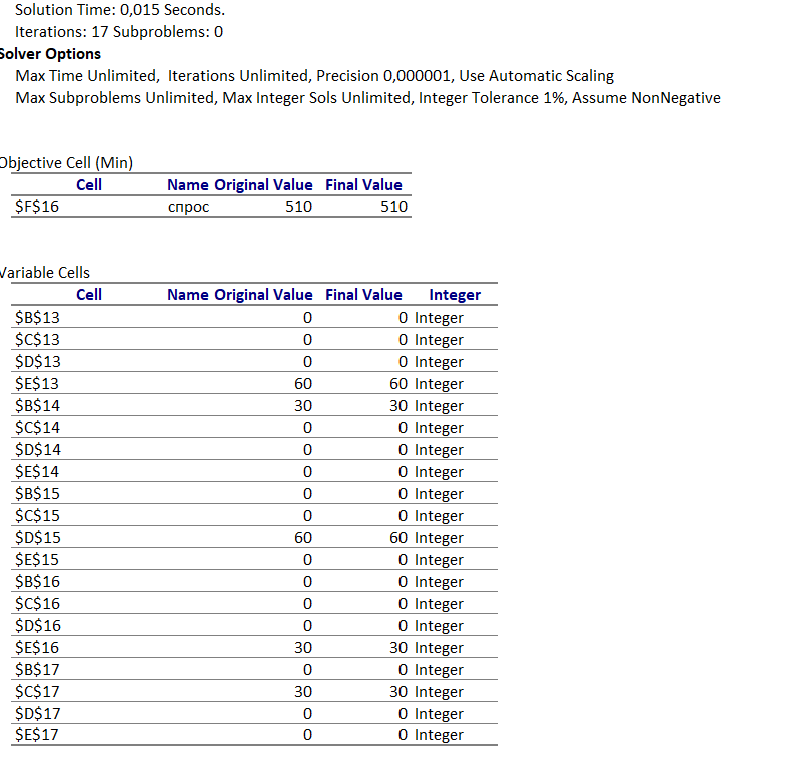 Solution Time: 0,015 Seconds.
Iterations: 17 Subproblems: 0
Solver Options
Max Time Unlimited, Iterations Unlimited, Precision 0,000001, Use Automatic Scaling
Max Subproblems Unlimited, Max Integer Sols Unlimited, Integer Tolerance 1%, Assume NonNegative
Objective Cell (Min)
Cell Name Original Value Final Value
$F$16 спрос 510 510
Variable Cells
Cell Name Original Value Final Value Integer
$B$13 0 0 Integer
$C$13 0 0 Integer
$D$13 0 0 Integer
$E$13 60 60 Integer
$B$14 30 30 Integer
$C$14 0 0 Integer
$D$14 0 0 Integer
$E$14 0 0 Integer
$B$15 0 0 Integer
$C$15 0 0 Integer
$D$15 60 60 Integer
$E$15 0 0 Integer
$B$16 0 0 Integer
$C$16 0 0 Integer
$D$16 0 0 Integer
$E$16 30 30 Integer
$B$17 0 0 Integer
$C$17 30 30 Integer
$D$17 0 0 Integer
$E$17 0 0 Integer